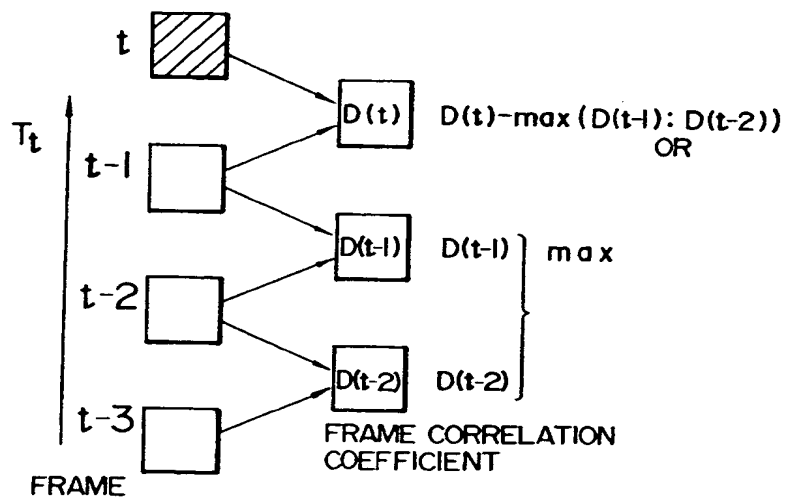 t
D(t) D(t)-max(D(t-1): D(t-2))
OR
Tt
t-1
D(t-1) D(t-1) max
t-2
D(t-2) D(t-2)
t-3
FRAME CORRELATION
COEFFICIENT
FRAME